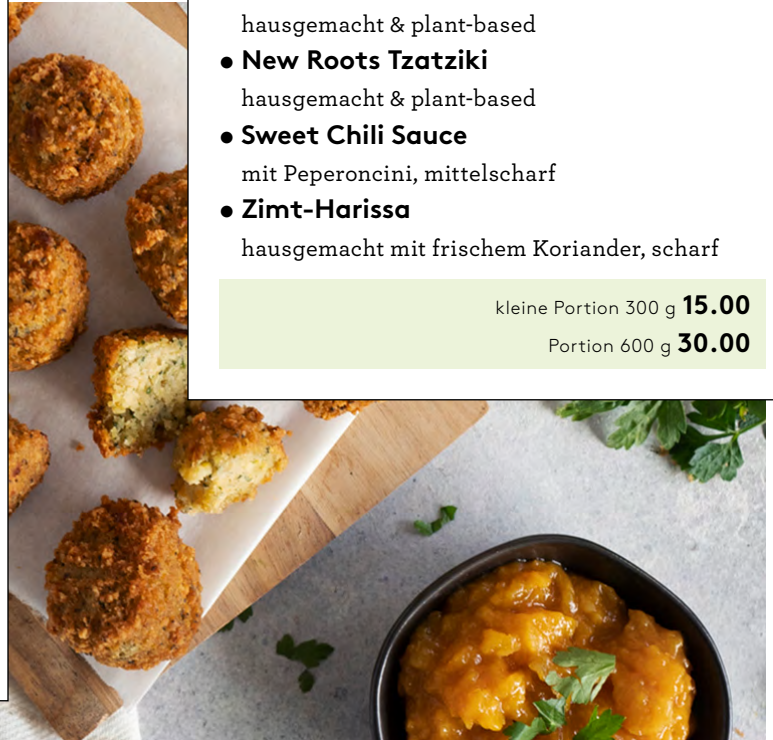 hausgemacht & plant-based
● New Roots Tzatziki
hausgemacht & plant-based
● Sweet Chili Sauce
mit Peperoncini, mittelscharf
● Zimt-Harissa
hausgemacht mit frischem Koriander, scharf
kleine Portion 300 g 15.00
Portion 600 g 30.00